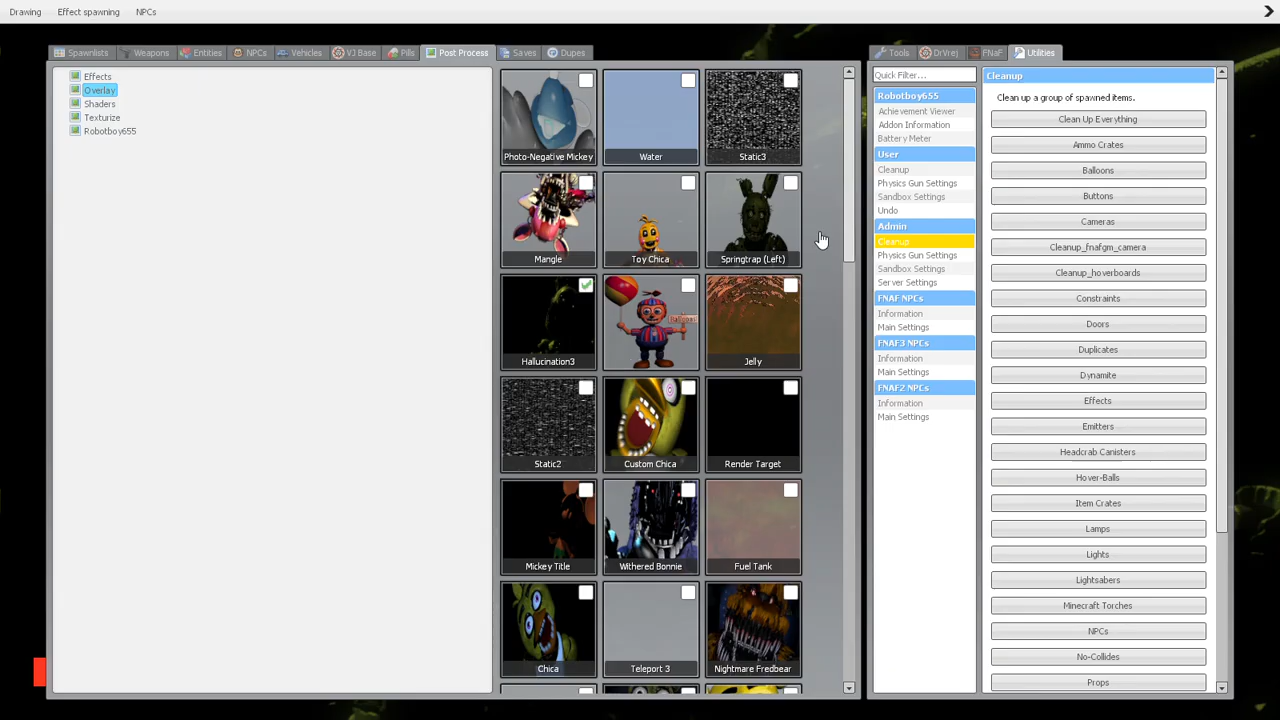 Drawing Effect spawning NPCs
Spawnlists Weapons Entities NPCs Vehicles VJ Base Pills Post Process Saves Dupes
Effects
Overlay
Shaders
Texturize
Robotboy655
Photo-Negative Mickey Water Static3
Mangle Toy Chica Springtrap (Left)
Hallucination3 Jelly
Static2 Custom Chica Render Target
Mickey Title Withered Bonnie Fuel Tank
Chica Teleport 3 Nightmare Fredbear
Tools DrVrej FNaF Utilities
Quick Filter...
Robotboy655
Achievement Viewer
Addon Information
Battery Meter
User
Cleanup
Physics Gun Settings
Sandbox Settings
Undo
Admin
Cleanup
Physics Gun Settings
Sandbox Settings
Server Settings
FNAF NPCs
Information
Main Settings
FNAF3 NPCs
Information
Main Settings
FNAF2 NPCs
Information
Main Settings
Cleanup
Clean up a group of spawned items.
Clean Up Everything
Ammo Crates
Balloons
Buttons
Cameras
Cleanup_fnafgm_camera
Cleanup_hoverboards
Constraints
Doors
Duplicates
Dynamite
Effects
Emitters
Headcrab Canisters
Hover-Balls
Item Crates
Lamps
Lights
Lightsabers
Minecraft Torches
NPCs
No-Collides
Props